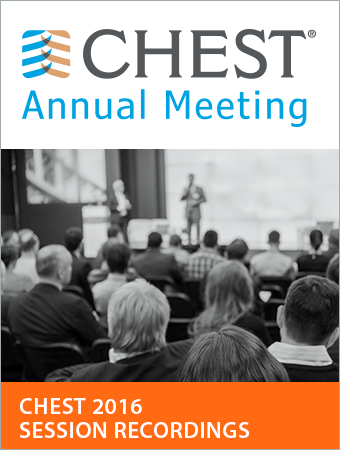 CHEST®
Annual Meeting
CHEST 2016
SESSION RECORDINGS